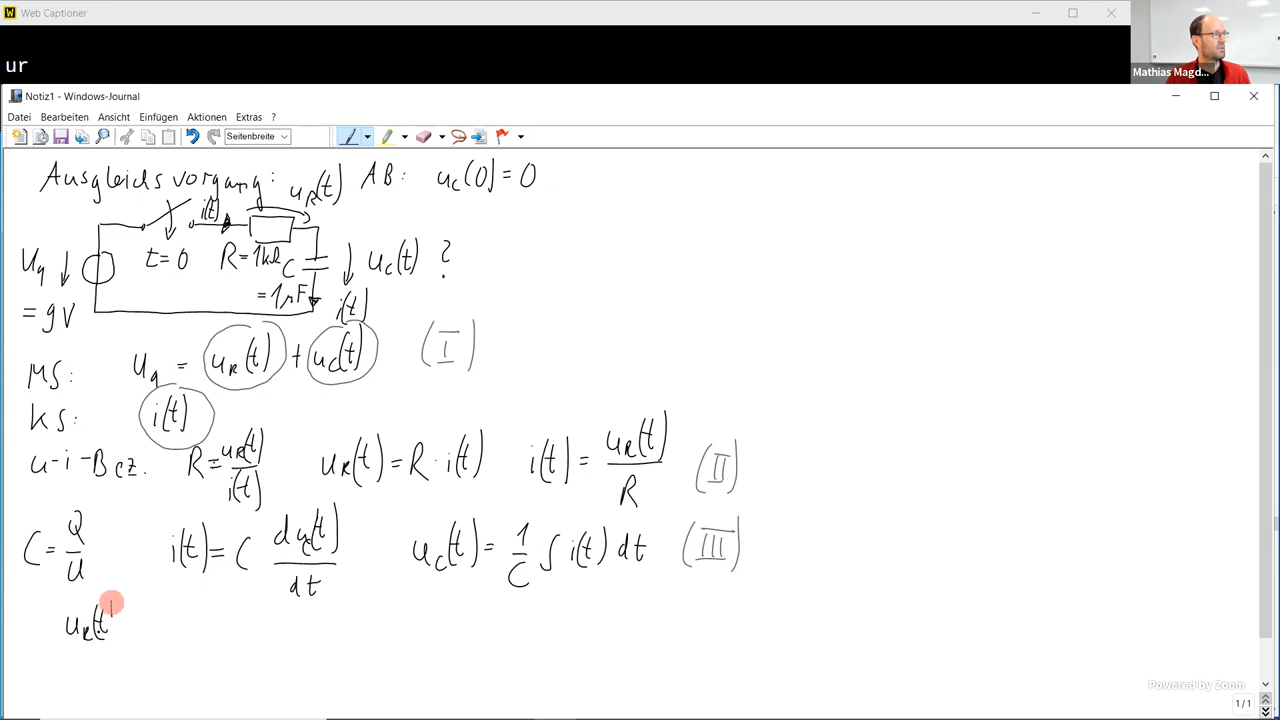 Web Captioner
ur
Mathias Magd...
Notiz1 - Windows-Journal
Datei Bearbeiten Ansicht Einfügen Aktionen Extras ?
Seitenbreite
Ausgleichsvorgang: AB: u_C(0) = 0
u_R(t)
i(t)
U_q t=0 R=1kΩ C u_C(t) ?
= 9V = 1µF i(t)
MS: U_q = u_R(t) + u_C(t) (I)
KS: i(t)
u-i-Bez. R = u_R(t)/i(t) u_R(t) = R · i(t) i(t) = u_R(t)/R (II)
C = Q/U i(t) = C du_C(t)/dt u_C(t) = 1/C ∫ i(t) dt (III)
u_R(t)
Powered by Zoom
1/1